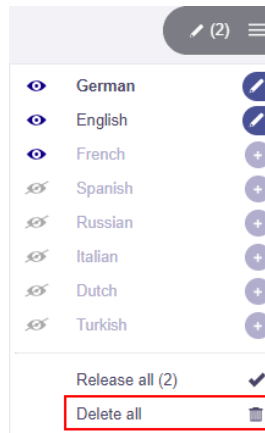 (2)
German
English
French
Spanish
Russian
Italian
Dutch
Turkish
Release all (2)
Delete all